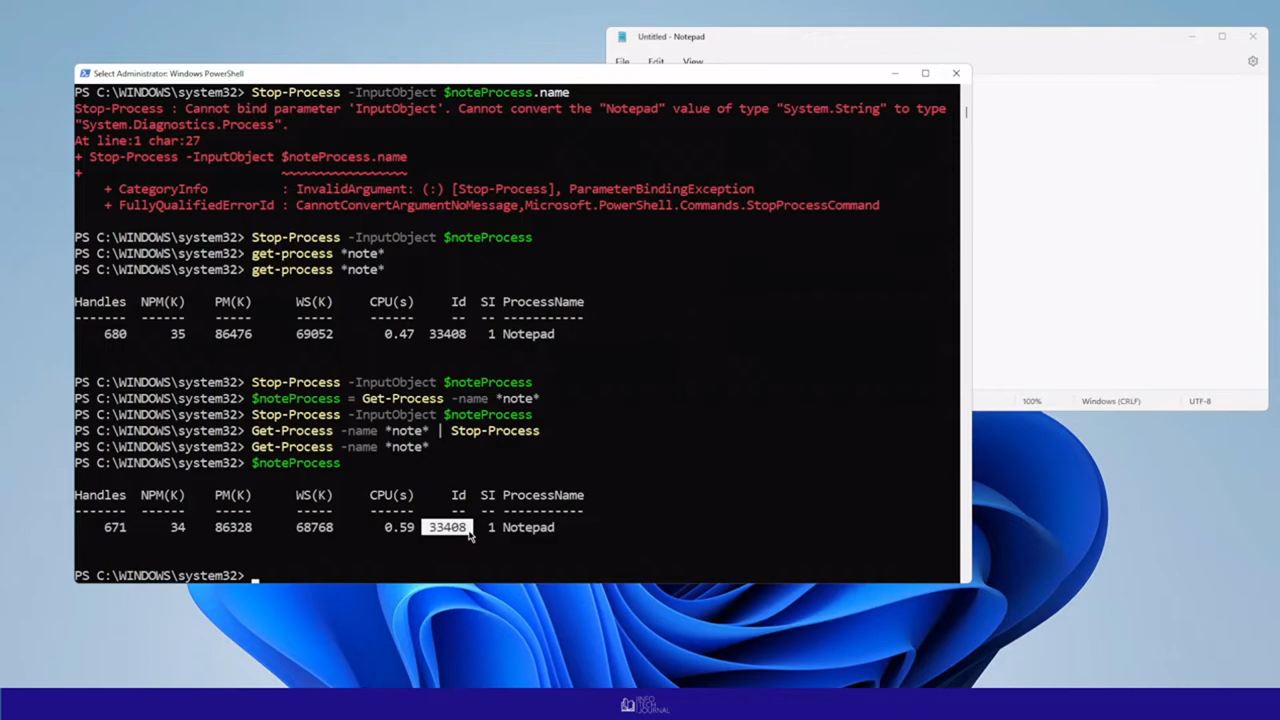 Untitled - Notepad
File Edit View
Select Administrator: Windows PowerShell
PS C:\WINDOWS\system32> Stop-Process -InputObject $noteProcess.name
Stop-Process : Cannot bind parameter 'InputObject'. Cannot convert the "Notepad" value of type "System.String" to type
"System.Diagnostics.Process".
At line:1 char:27
+ Stop-Process -InputObject $noteProcess.name
+                           ~~~~~~~~~~~~~~~~~
    + CategoryInfo          : InvalidArgument: (:) [Stop-Process], ParameterBindingException
    + FullyQualifiedErrorId : CannotConvertArgumentNoMessage,Microsoft.PowerShell.Commands.StopProcessCommand
PS C:\WINDOWS\system32> Stop-Process -InputObject $noteProcess
PS C:\WINDOWS\system32> get-process *note*
PS C:\WINDOWS\system32> get-process *note*
Handles  NPM(K)    PM(K)      WS(K)     CPU(s)     Id  SI ProcessName
-------  ------    -----      -----     ------     --  -- -----------
    680      35    86476      69052       0.47  33408   1 Notepad
PS C:\WINDOWS\system32> Stop-Process -InputObject $noteProcess
PS C:\WINDOWS\system32> $noteProcess = Get-Process -name *note*
PS C:\WINDOWS\system32> Stop-Process -InputObject $noteProcess
PS C:\WINDOWS\system32> Get-Process -name *note* | Stop-Process
PS C:\WINDOWS\system32> Get-Process -name *note*
PS C:\WINDOWS\system32> $noteProcess
Handles  NPM(K)    PM(K)      WS(K)     CPU(s)     Id  SI ProcessName
-------  ------    -----      -----     ------     --  -- -----------
    671      34    86328      68768       0.59  33408   1 Notepad
PS C:\WINDOWS\system32>
100% Windows (CRLF) UTF-8
INFO
TECH
JOURNAL